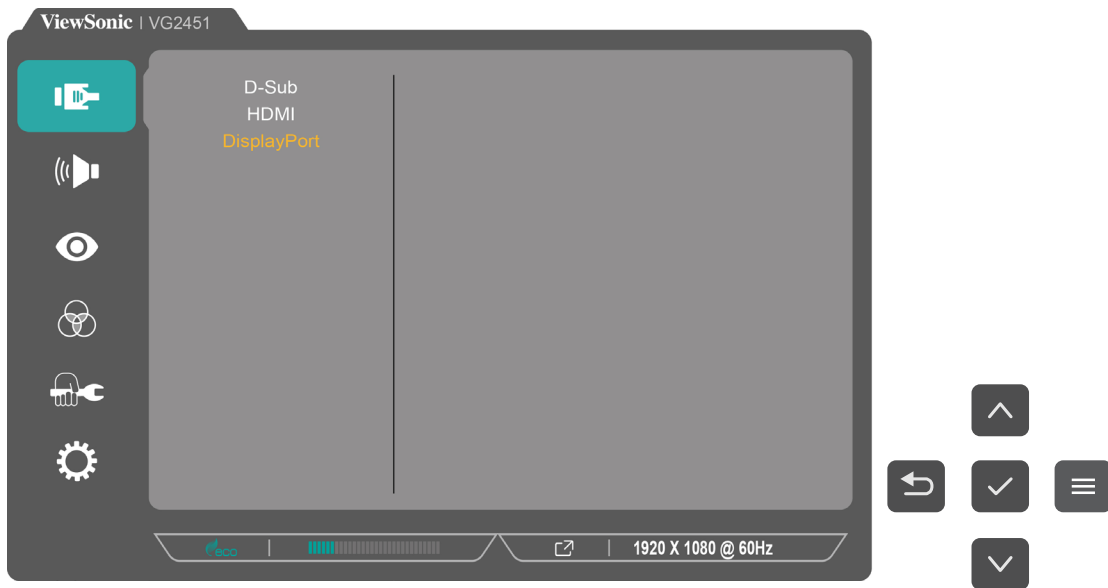 ViewSonic | VG2451
D-Sub
HDMI
DisplayPort
eco
1920 X 1080 @ 60Hz